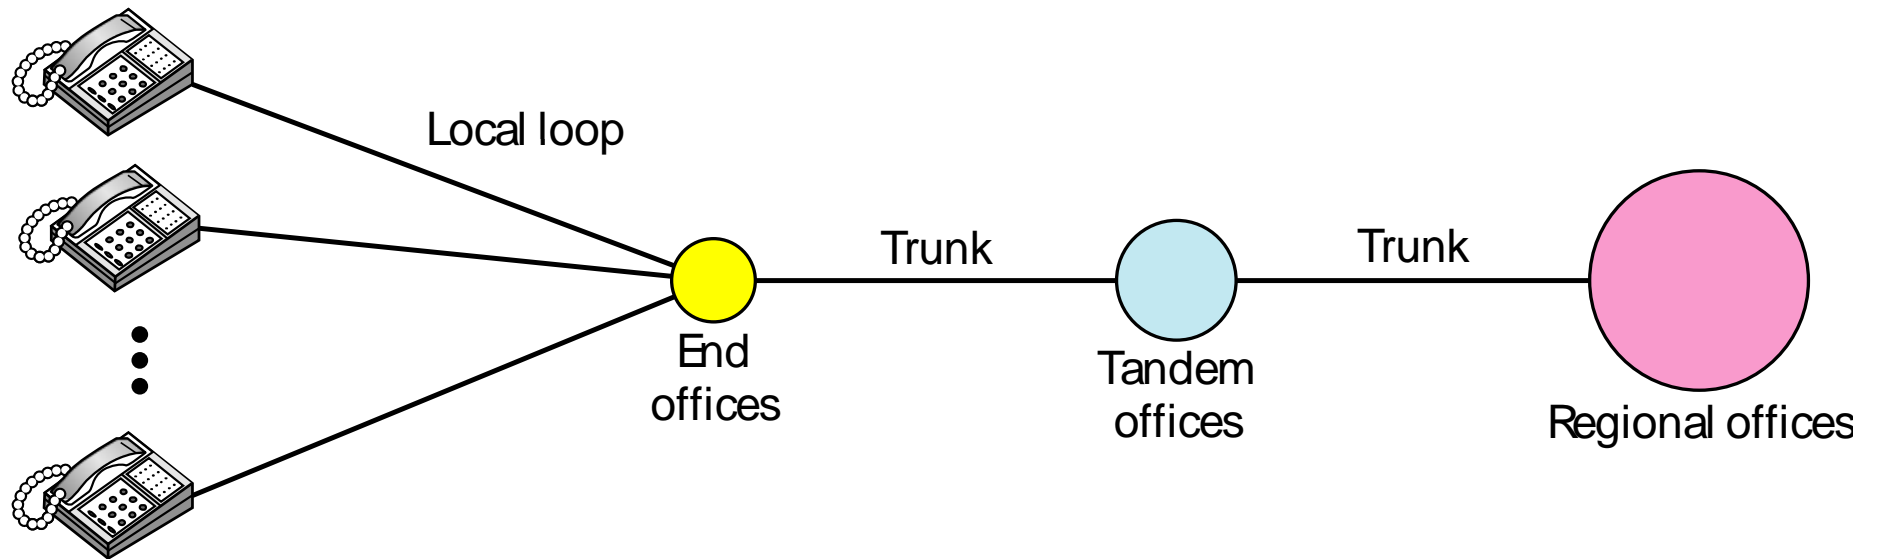 Local loop
Trunk
Trunk
End
offices
Tandem
offices
Regional offices